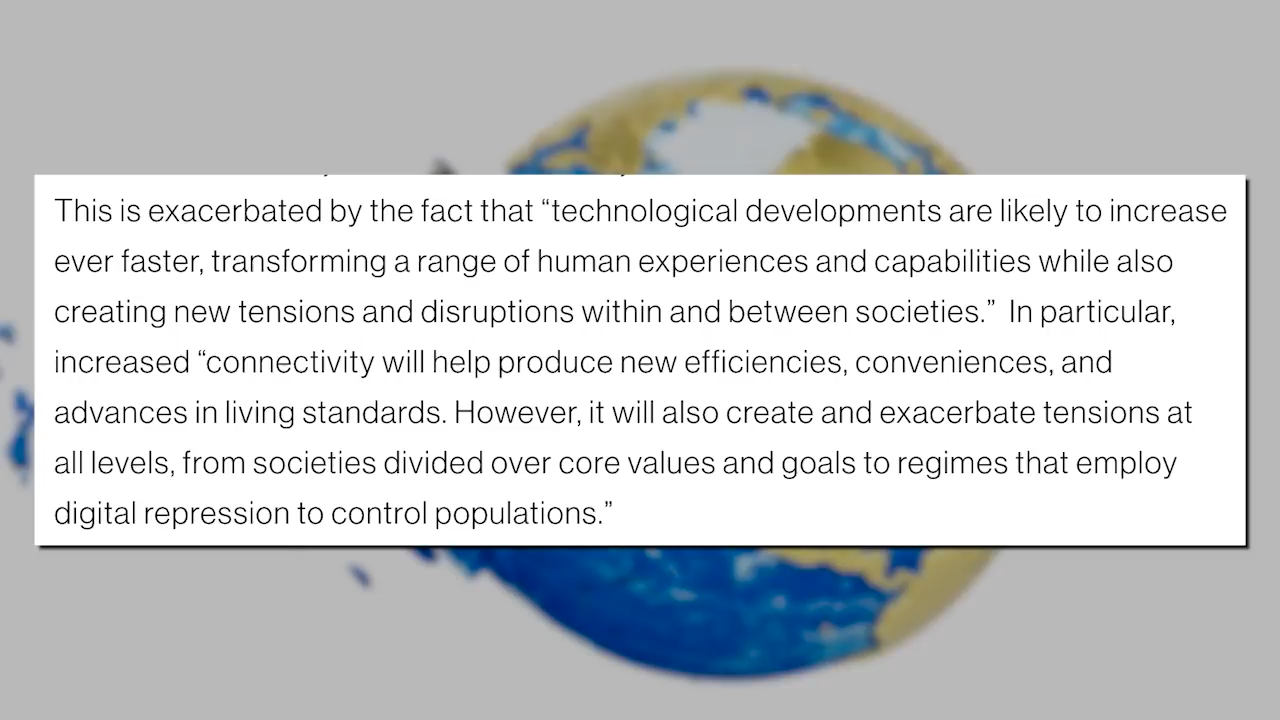 This is exacerbated by the fact that “technological developments are likely to increase
ever faster, transforming a range of human experiences and capabilities while also
creating new tensions and disruptions within and between societies.”  In particular,
increased “connectivity will help produce new efficiencies, conveniences, and
advances in living standards. However, it will also create and exacerbate tensions at
all levels, from societies divided over core values and goals to regimes that employ
digital repression to control populations.”